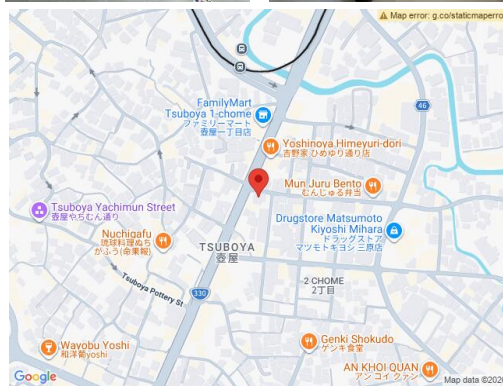 Map error: g.co/staticmaperro
46
FamilyMart
Tsuboya 1-chome
ファミリーマート
壺屋一丁目店
Yoshinoya Himeyuri-dori
吉野家 ひめゆり通り店
Mun Juru Bento
むんじゅる弁当
Tsuboya Yachimun Street
壺屋やちむん通り
Drugstore Matsumoto
Kiyoshi Mihara
ドラッグストア
マツモトキヨシ 三原店
Nuchigafu
琉球料理ぬち
がふう(命果報)
TSUBOYA
壺屋
Tsuboya Pottery St
330
2 CHOME
2丁目
Wayobu Yoshi
和洋葡yoshi
Genki Shokudo
ゲンキ食堂
AN KHOI QUAN
アン コイ クァン
Google
Map data ©202